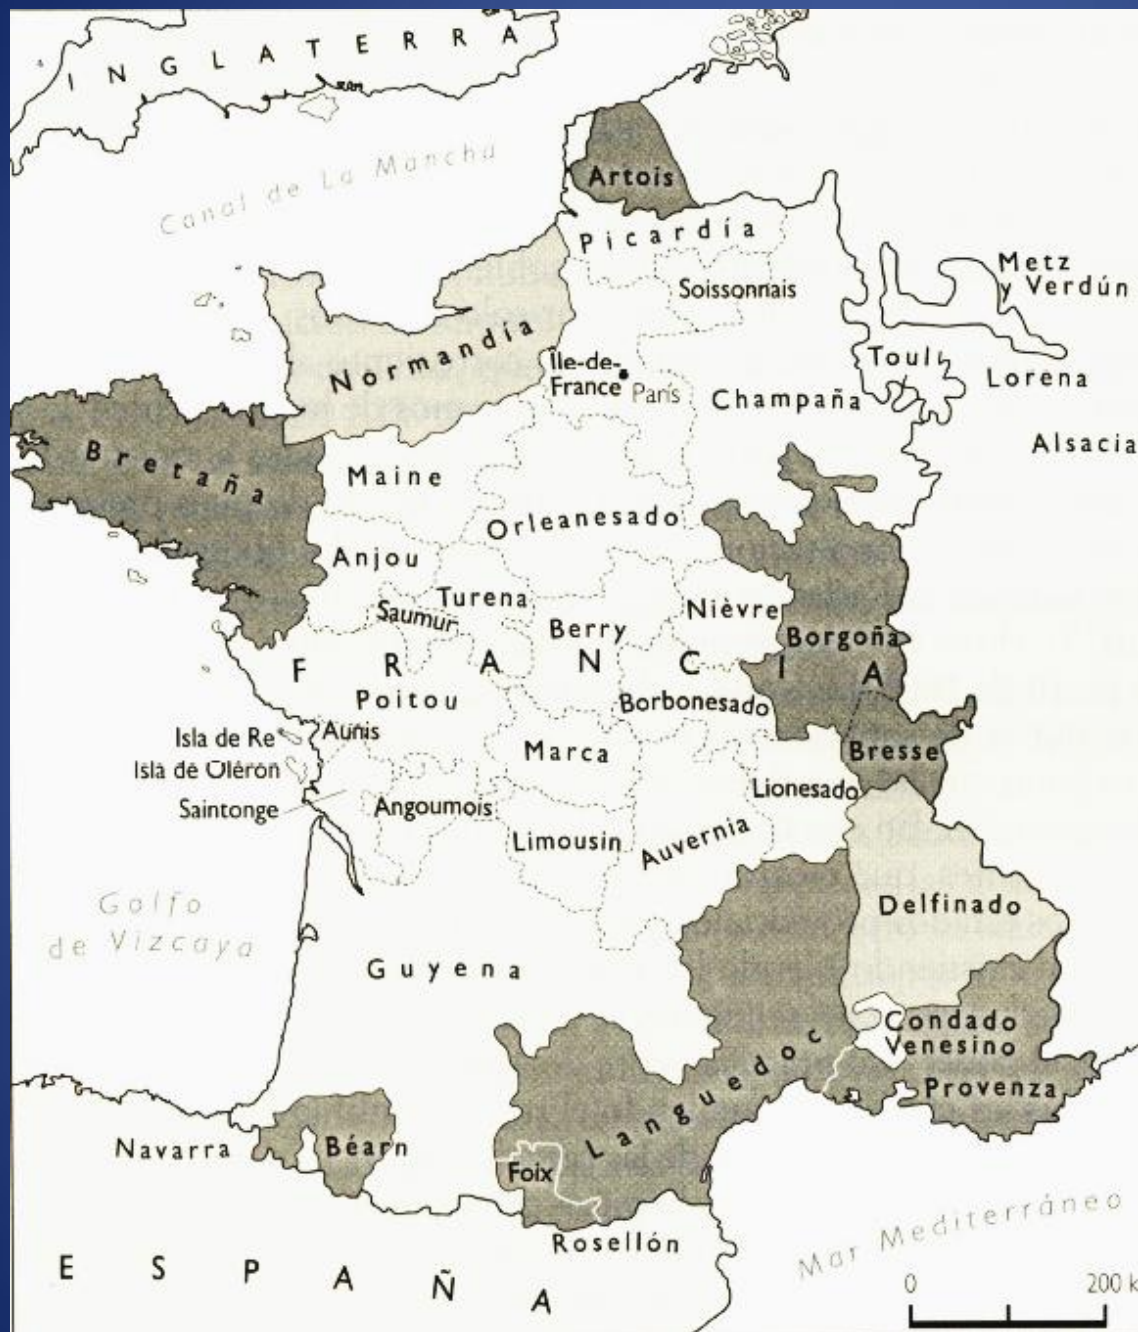 INGLATERRA
Canal de La Mancha
Artois
Picardía
Soissonnais
Metz
y Verdún
Normandía
Île-de-
France
París
Toul
Lorena
Champaña
Alsacia
Bretaña
Maine
Orleanesado
Anjou
Turena
Saumur
Nièvre
Berry
Borgoña
FRANCIA
Poitou
Borbonesado
Aunis
Isla de Re
Marca
Bresse
Isla de Oléron
Lionesado
Saintonge
Angoumois
Limousin
Auvernia
Golfo
de Vizcaya
Delfinado
Guyena
Condado
Venesino
Languedoc
Provenza
Navarra
Béarn
Foix
Rosellón
Mar Mediterráneo
ESPAÑA
0 200 k